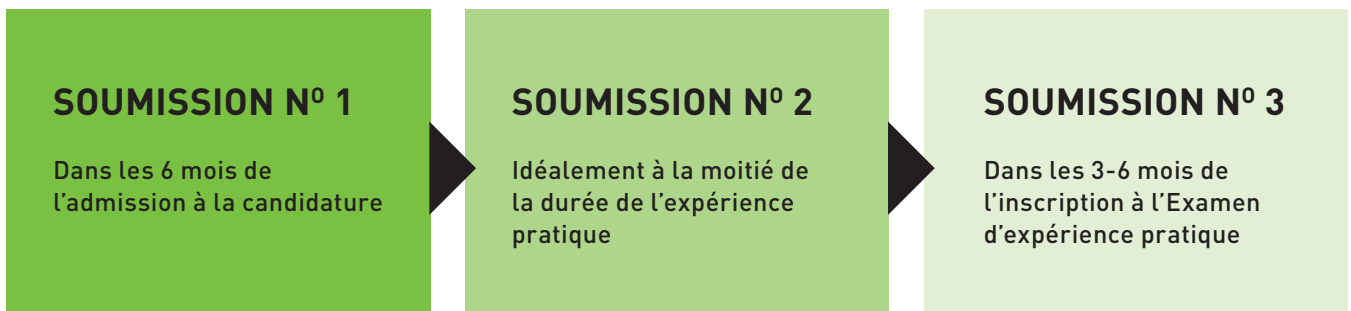 SOUMISSION Nº 1
Dans les 6 mois de
l’admission à la candidature
SOUMISSION Nº 2
Idéalement à la moitié de
la durée de l’expérience
pratique
SOUMISSION Nº 3
Dans les 3-6 mois de
l’inscription à l’Examen
d’expérience pratique